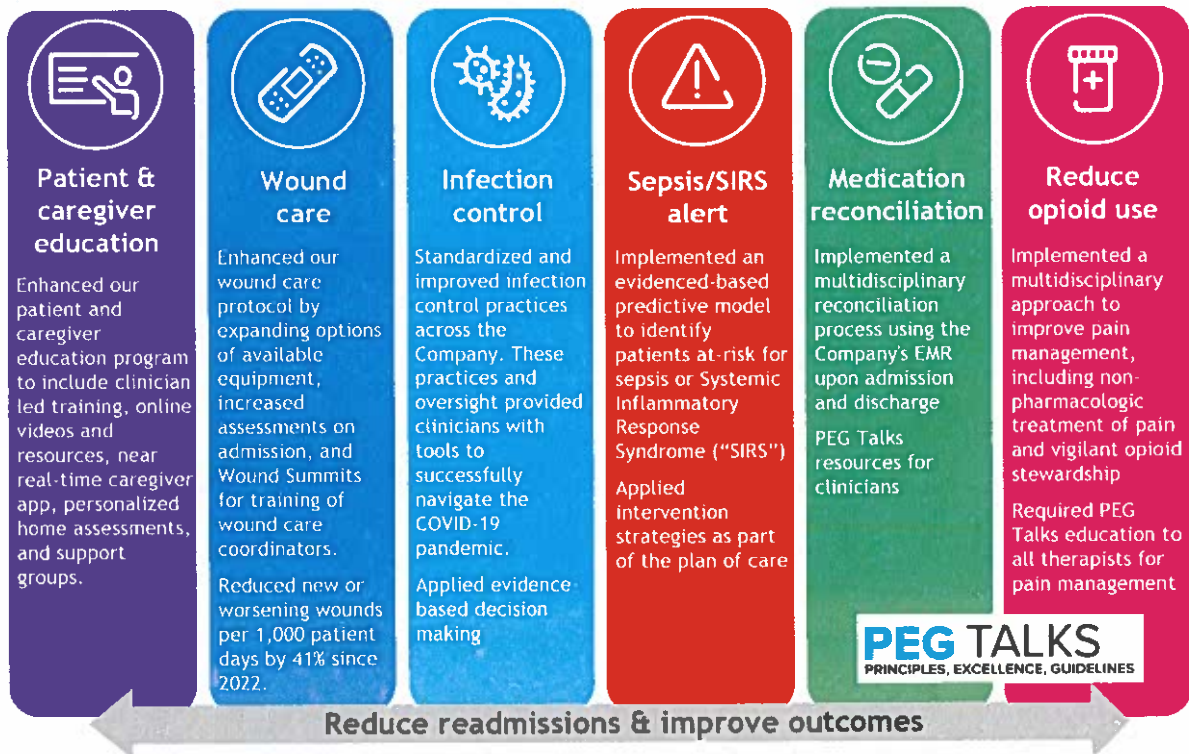 Patient &
caregiver
education
Enhanced our
patient and
caregiver
education program
to include clinician
led training, online
videos and
resources, near
real-time caregiver
app, personalized
home assessments,
and support
groups.
Wound
care
Enhanced our
wound care
protocol by
expanding options
of available
equipment,
increased
assessments on
admission, and
Wound Summits
for training of
wound care
coordinators.
Reduced new or
worsening wounds
per 1,000 patient
days by 41% since
2022.
Infection
control
Standardized and
improved infection
control practices
across the
Company. These
practices and
oversight provided
clinicians with
tools to
successfully
navigate the
COVID-19
pandemic.
Applied evidence-
based decision
making
Sepsis/SIRS
alert
Implemented an
evidenced-based
predictive model
to identify
patients at-risk for
sepsis or Systemic
Inflammatory
Response
Syndrome ("SIRS")
Applied
intervention
strategies as part
of the plan of care
Medication
reconciliation
Implemented a
multidisciplinary
reconciliation
process using the
Company's EMR
upon admission
and discharge
PEG Talks
resources for
clinicians
Reduce
opioid use
Implemented a
multidisciplinary
approach to
improve pain
management,
including non-
pharmacologic
treatment of pain
and vigilant opioid
stewardship
Required PEG
Talks education to
all therapists for
pain management
PEG TALKS
PRINCIPLES, EXCELLENCE, GUIDELINES
Reduce readmissions & improve outcomes